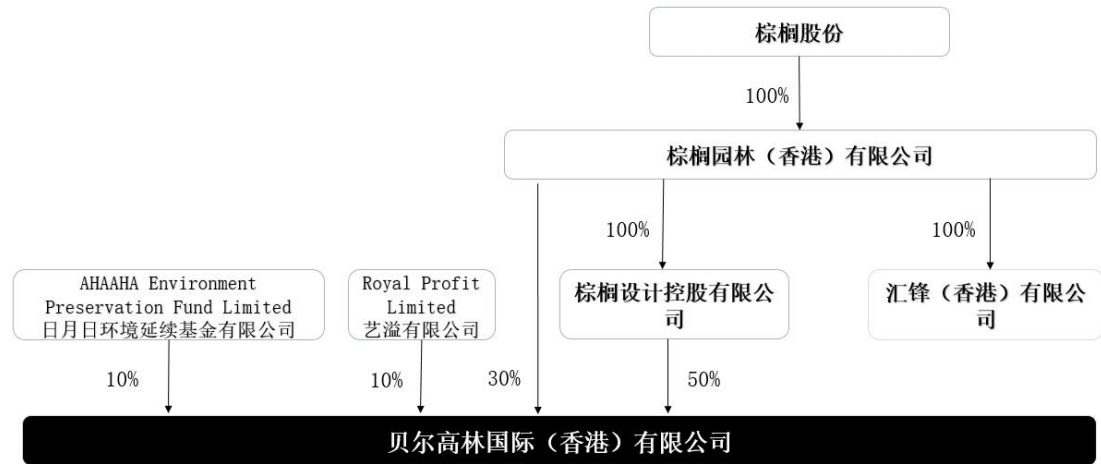 棕榈股份
100%
棕榈园林（香港）有限公司
100%
100%
AHAAHA Environment
Preservation Fund Limited
日月日环境延续基金有限公司
Royal Profit
Limited
艺溢有限公司
棕榈设计控股有限公
司
汇锋（香港）有限公
司
10%
10%
30%
50%
贝尔高林国际（香港）有限公司